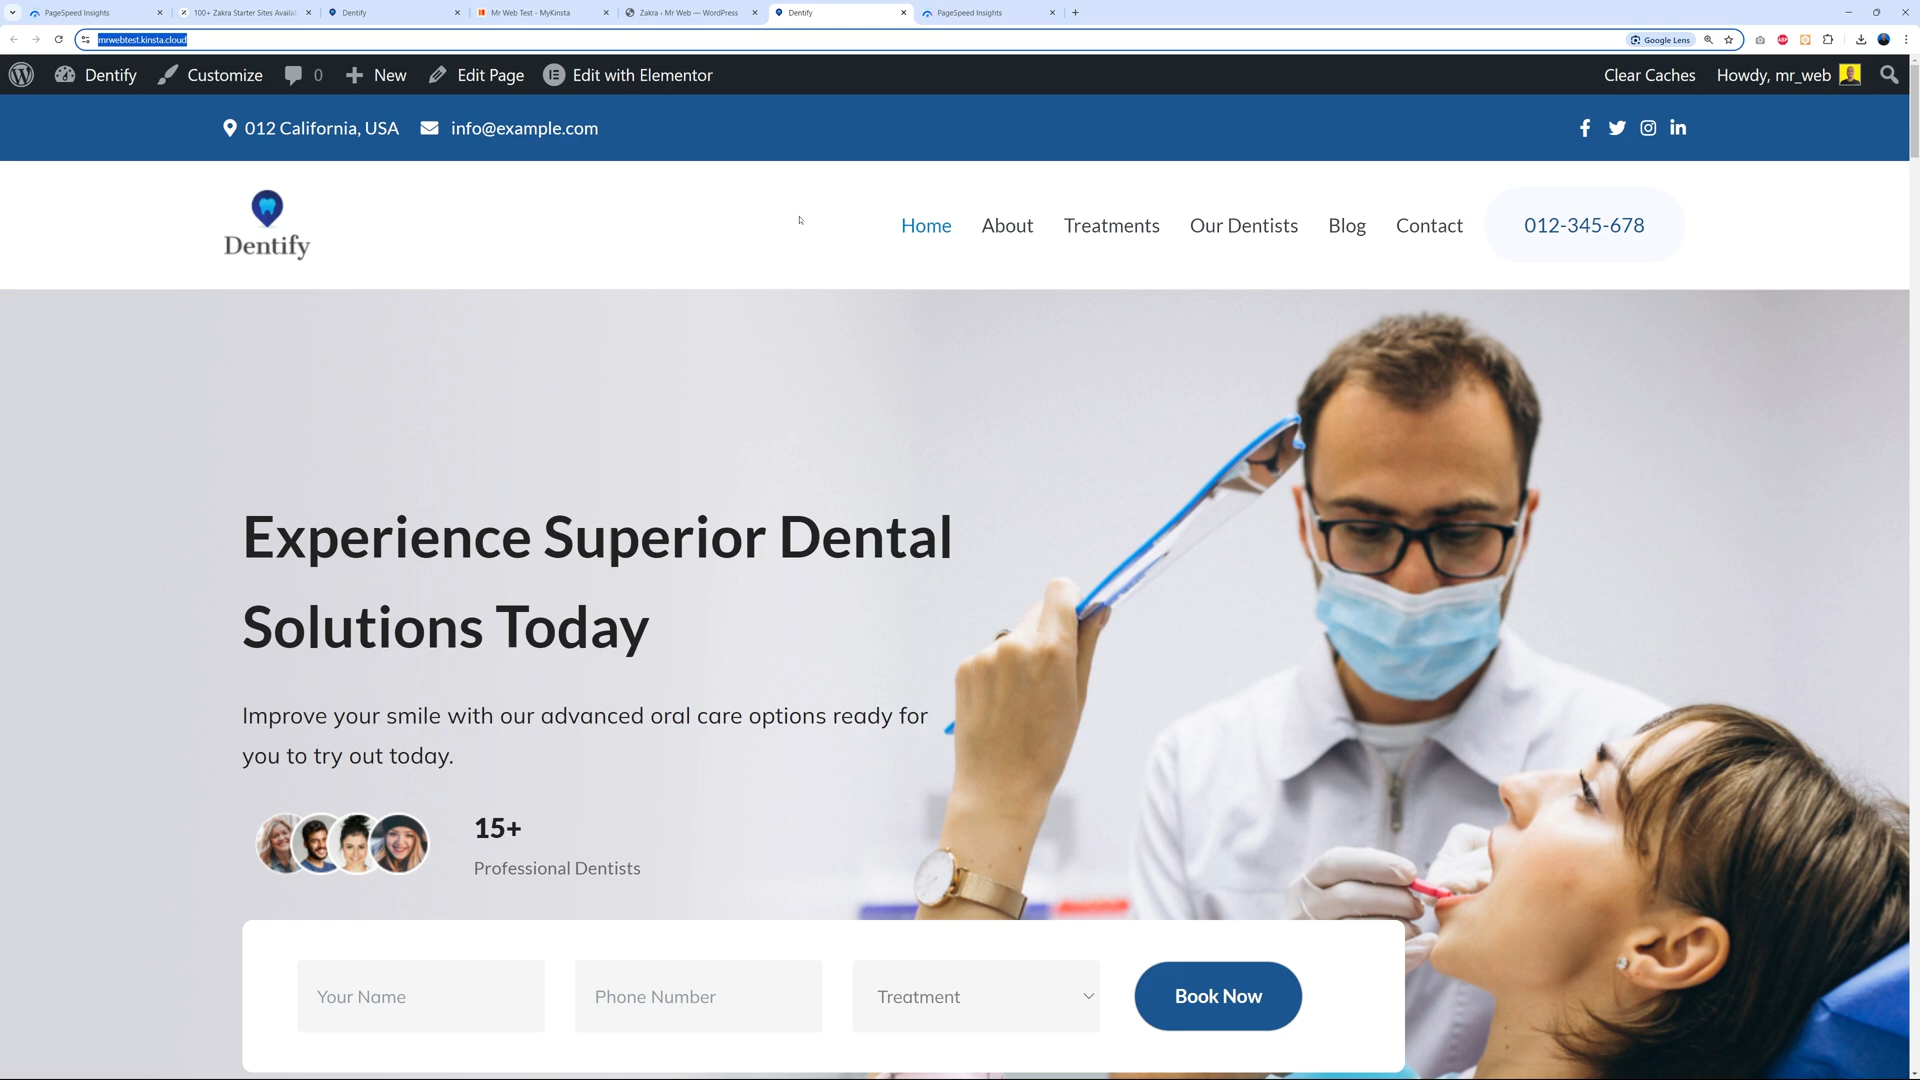 PageSpeed Insights
100+ Zakra Starter Sites Availa
Dentify
Mr Web Test - MyKinsta
Zakra ‹ Mr Web — WordPress
Dentify
PageSpeed Insights
mrwebtest.kinsta.cloud
Google Lens
ABP
Dentify
Customize
0
New
Edit Page
Edit with Elementor
Clear Caches
Howdy, mr_web
012 California, USA
info@example.com
Dentify
Home
About
Treatments
Our Dentists
Blog
Contact
012-345-678
Experience Superior Dental
Solutions Today
Improve your smile with our advanced oral care options ready for
you to try out today.
15+
Professional Dentists
Your Name
Phone Number
Treatment
Book Now